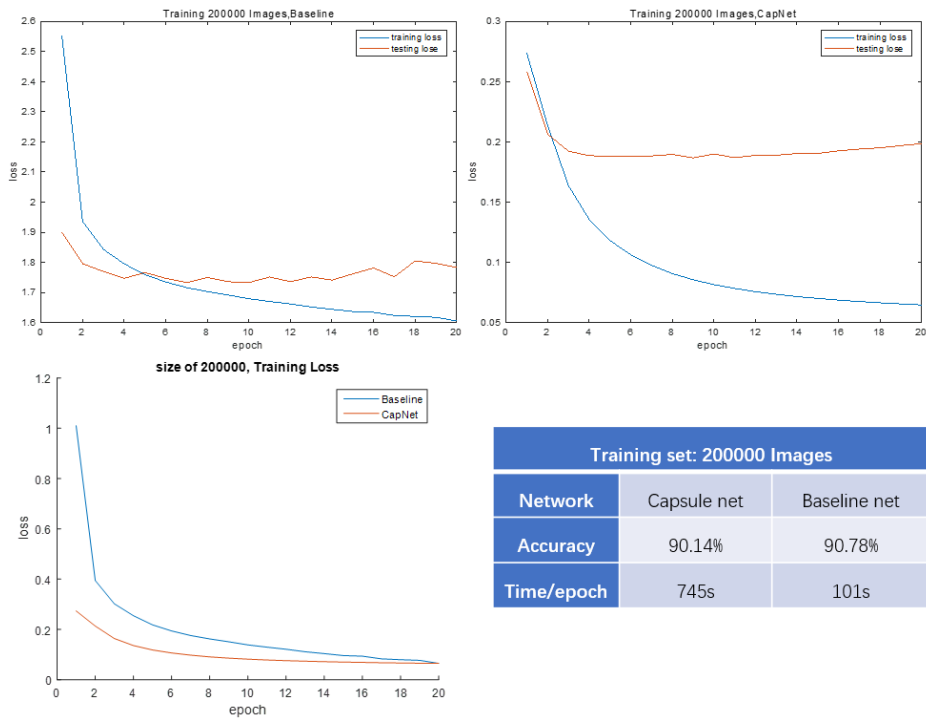 Training 200000 Images,Baseline
2.6
2.5
2.4
2.3
2.2
2.1
2
1.9
1.8
1.7
1.6
loss
training loss
testing lose
0 2 4 6 8 10 12 14 16 18 20
epoch
Training 200000 Images,CapNet
0.3
0.25
0.2
0.15
0.1
0.05
loss
training loss
testing lose
0 2 4 6 8 10 12 14 16 18 20
epoch
size of 200000, Training Loss
1.2
1
0.8
0.6
0.4
0.2
0
loss
Baseline
CapNet
0 2 4 6 8 10 12 14 16 18 20
epoch
Training set: 200000 Images
Network Capsule net Baseline net
Accuracy 90.14% 90.78%
Time/epoch 745s 101s